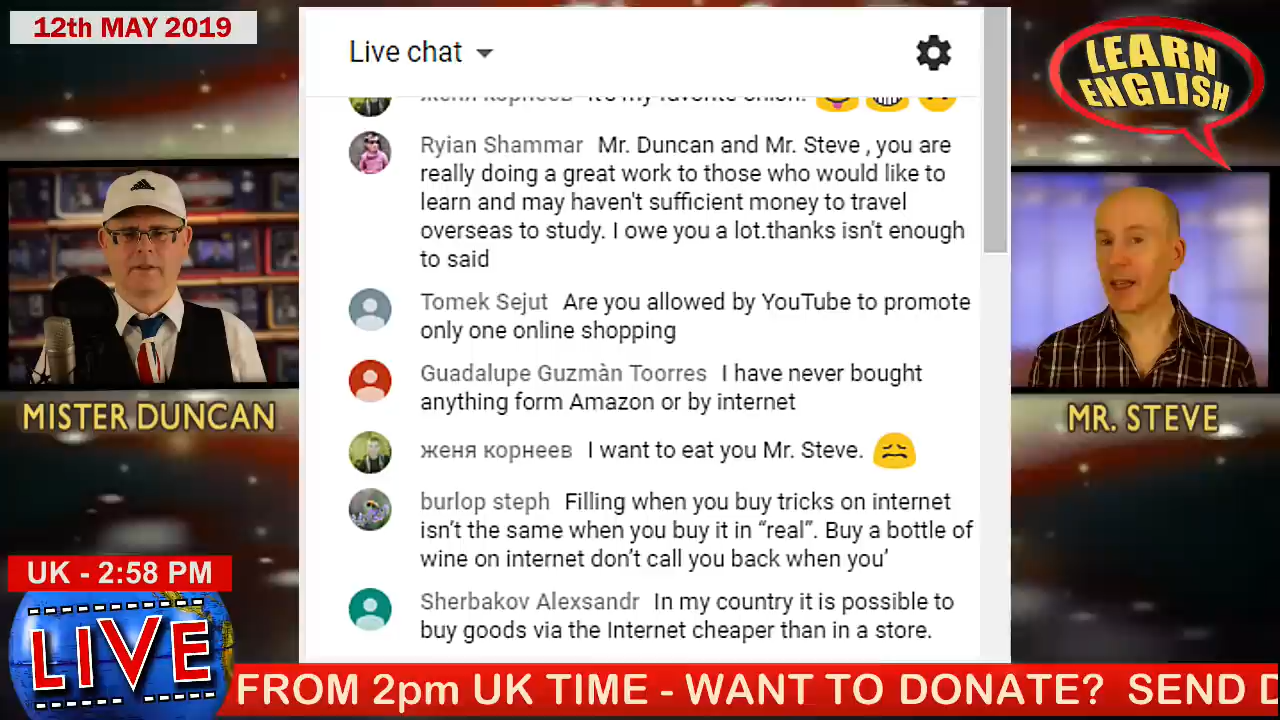 12th MAY 2019
Live chat
LEARN
ENGLISH
женя корнеев It's my favorite onion!
Ryian Shammar Mr. Duncan and Mr. Steve , you are
really doing a great work to those who would like to
learn and may haven't sufficient money to travel
overseas to study. I owe you a lot.thanks isn't enough
to said
Tomek Sejut Are you allowed by YouTube to promote
only one online shopping
Guadalupe Guzmàn Toorres I have never bought
anything form Amazon or by internet
женя корнеев I want to eat you Mr. Steve. 😣
burlop steph Filling when you buy tricks on internet
isn't the same when you buy it in “real”. Buy a bottle of
wine on internet don't call you back when you’
Sherbakov Alexsandr In my country it is possible to
buy goods via the Internet cheaper than in a store.
MISTER DUNCAN
MR. STEVE
UK - 2:58 PM
LIVE
FROM 2pm UK TIME - WANT TO DONATE? SEND D